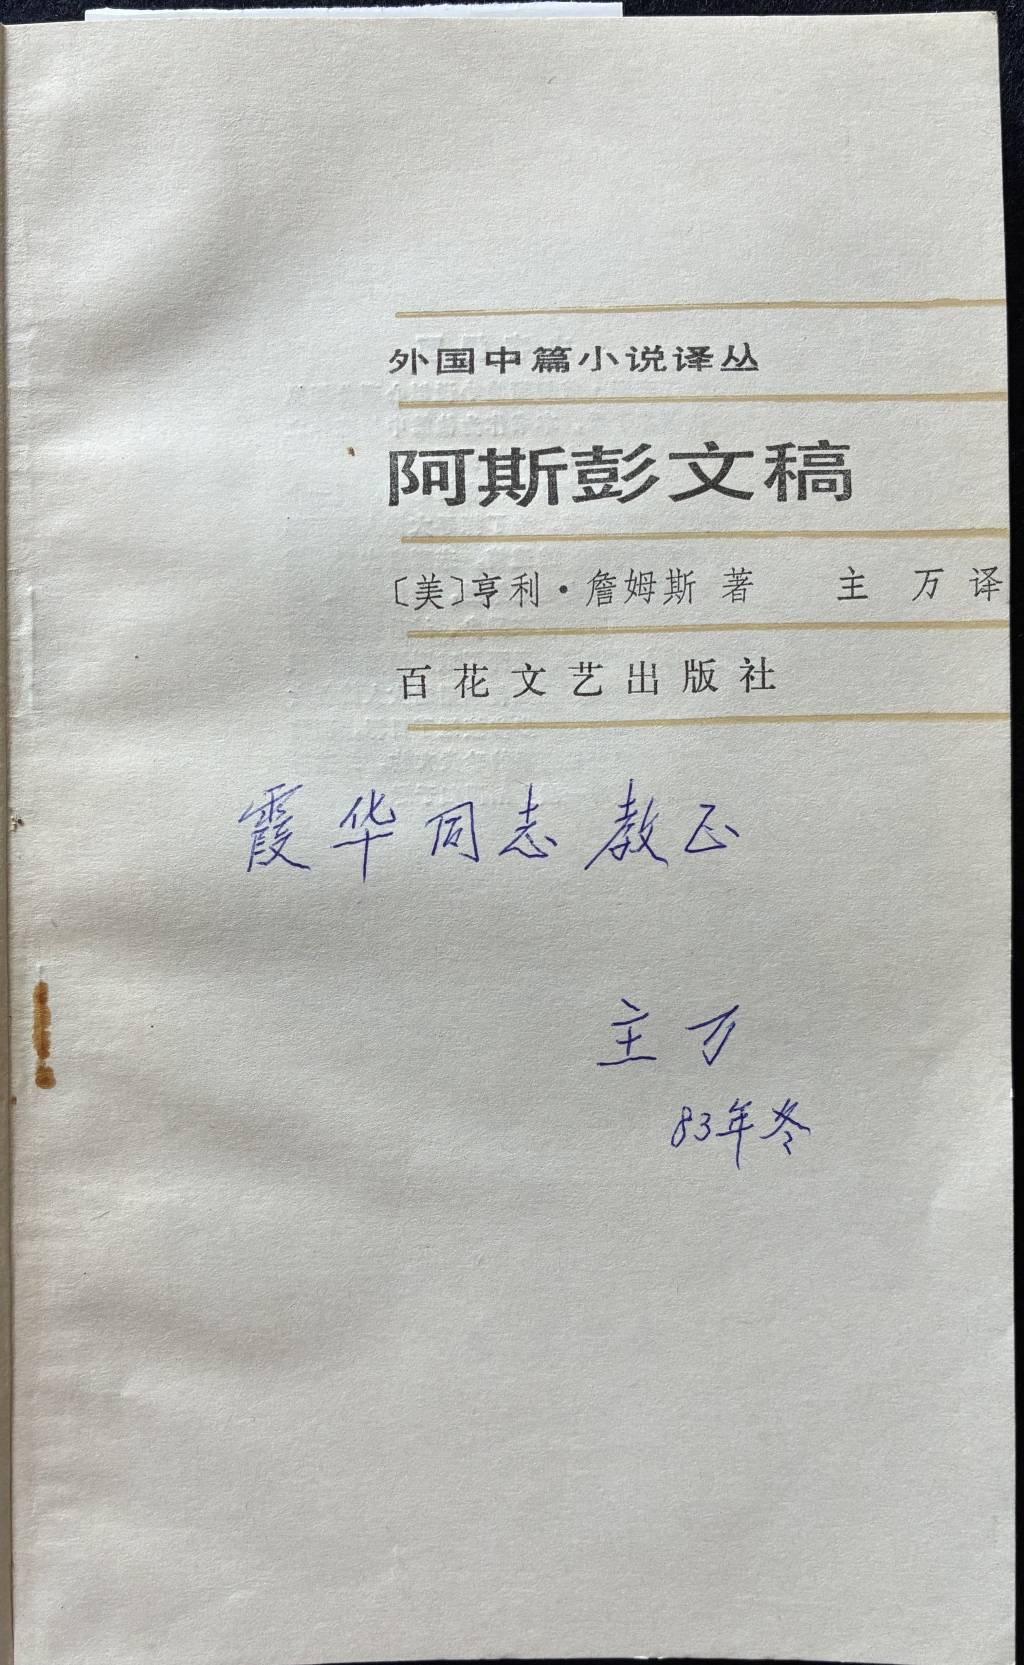 外国中篇小说译丛
阿斯彭文稿
〔美〕亨利·詹姆斯 著 主 万 译
百花文艺出版社
霞华同志教正
主万
83年冬